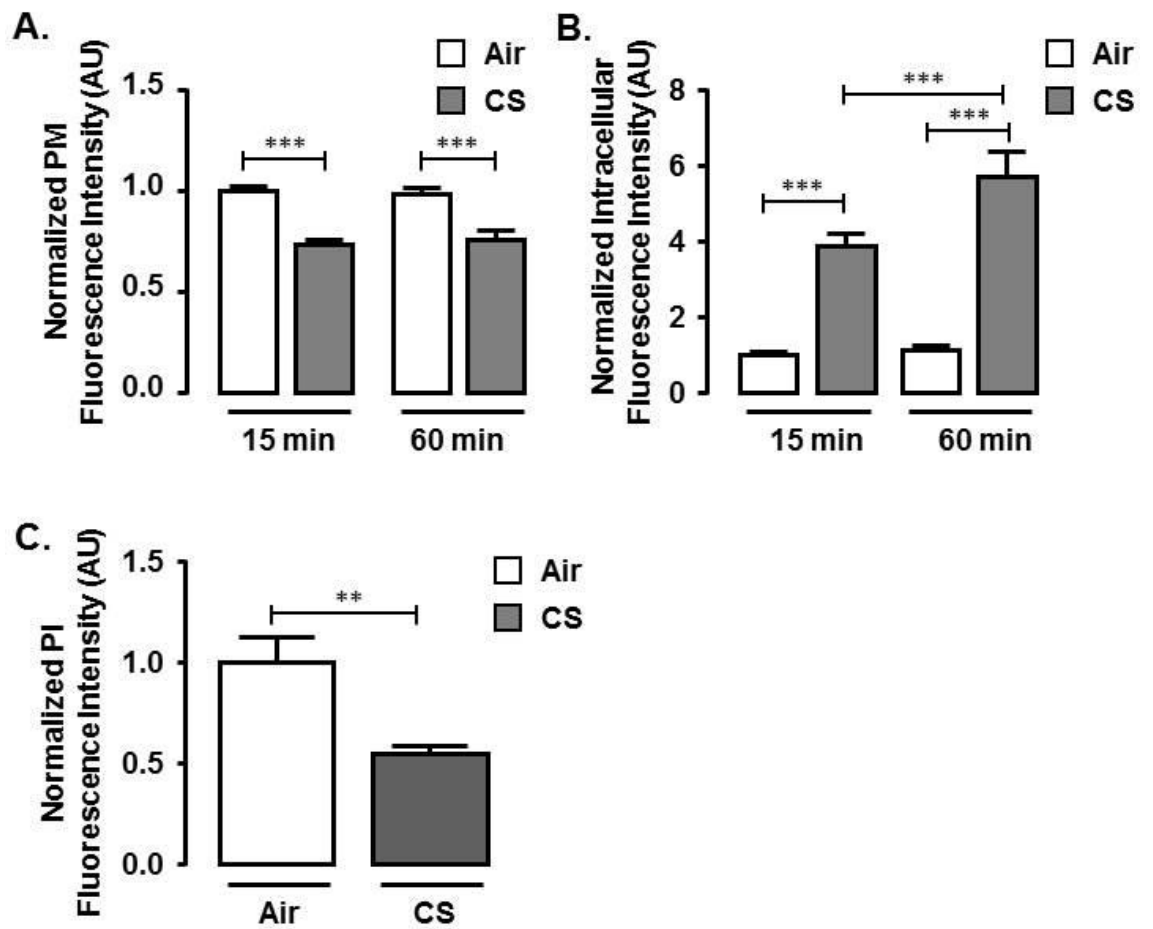 A.
Air
CS
Normalized PM
Fluorescence Intensity (AU)
1.5
1.0
0.5
0.0
***
***
15 min
60 min
B.
Air
CS
Normalized Intracellular
Fluorescence Intensity (AU)
8
6
4
2
0
***
***
***
15 min
60 min
C.
Air
CS
Normalized PI
Fluorescence Intensity (AU)
1.5
1.0
0.5
0.0
**
Air
CS